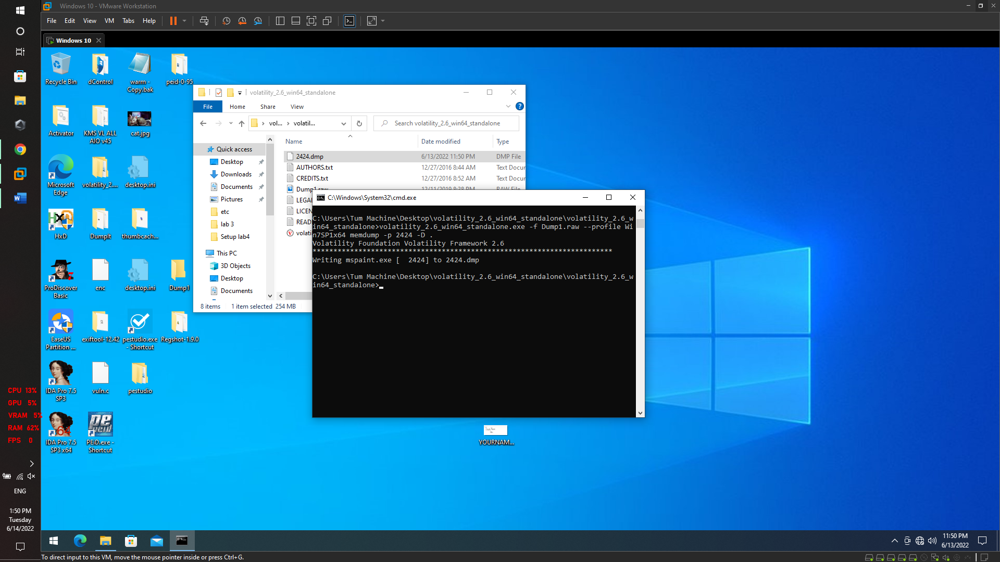 Windows 10 - VMware Workstation
File Edit View VM Tabs Help
Windows 10
Recycle Bin
dControl
warm - Copy.bak
peid-0-95
Activator
KMS VL ALL AIO v45
cat.jpg
Microsoft Edge
volatility_2....
desktop.ini
HxD
DumpIt
thumbcach...
ProDiscover Basic
enc
desktop.ini
Dump1
EaseUS Partition ...
exiftool-12.42
pestudio.exe - Shortcut
Regshot-1.9.0
IDA Pro 7.5 SP3
vuln.c
pestudio
IDA Pro 7.5 SP3 x64
PEiD.exe - Shortcut
YOURNAM...
volatility_2.6_win64_standalone
File Home Share View
vol... volatil...
Search volatility_2.6_win64_standalone
Name Date modified Type
Quick access
Desktop
Downloads
Documents
Pictures
etc
lab 3
Setup lab4
This PC
3D Objects
Desktop
Documents
2424.dmp 6/13/2022 11:50 PM DMP File
AUTHORS.txt 12/27/2016 8:44 AM Text Docur
CREDITS.txt 12/27/2016 8:52 AM Text Docur
Dump1.raw 12/11/2019 8:38 PM RAW File
LEGAL
LICEN
READ
volati
8 items 1 item selected 254 MB
C:\Windows\System32\cmd.exe
C:\Users\Tum Machine\Desktop\volatility_2.6_win64_standalone\volatility_2.6_w
in64_standalone>volatility_2.6_win64_standalone.exe -f Dump1.raw --profile Wi
n7SP1x64 memdump -p 2424 -D .
Volatility Foundation Volatility Framework 2.6
************************************************************************
Writing mspaint.exe [  2424] to 2424.dmp
C:\Users\Tum Machine\Desktop\volatility_2.6_win64_standalone\volatility_2.6_w
in64_standalone>
CPU 13%
GPU 5%
VRAM 5%
RAM 62%
FPS 0
ENG
1:50 PM
Tuesday
6/14/2022
11:50 PM
6/13/2022
To direct input to this VM, move the mouse pointer inside or press Ctrl+G.